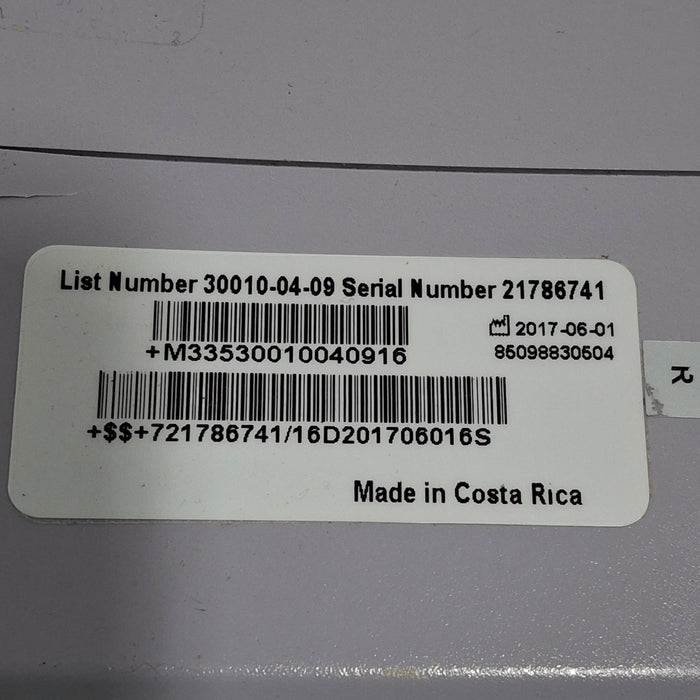 List Number 30010-04-09 Serial Number 21786741
2017-06-01
+M33530010040916
85098830504
+$$+721786741/16D201706016S
Made in Costa Rica
R